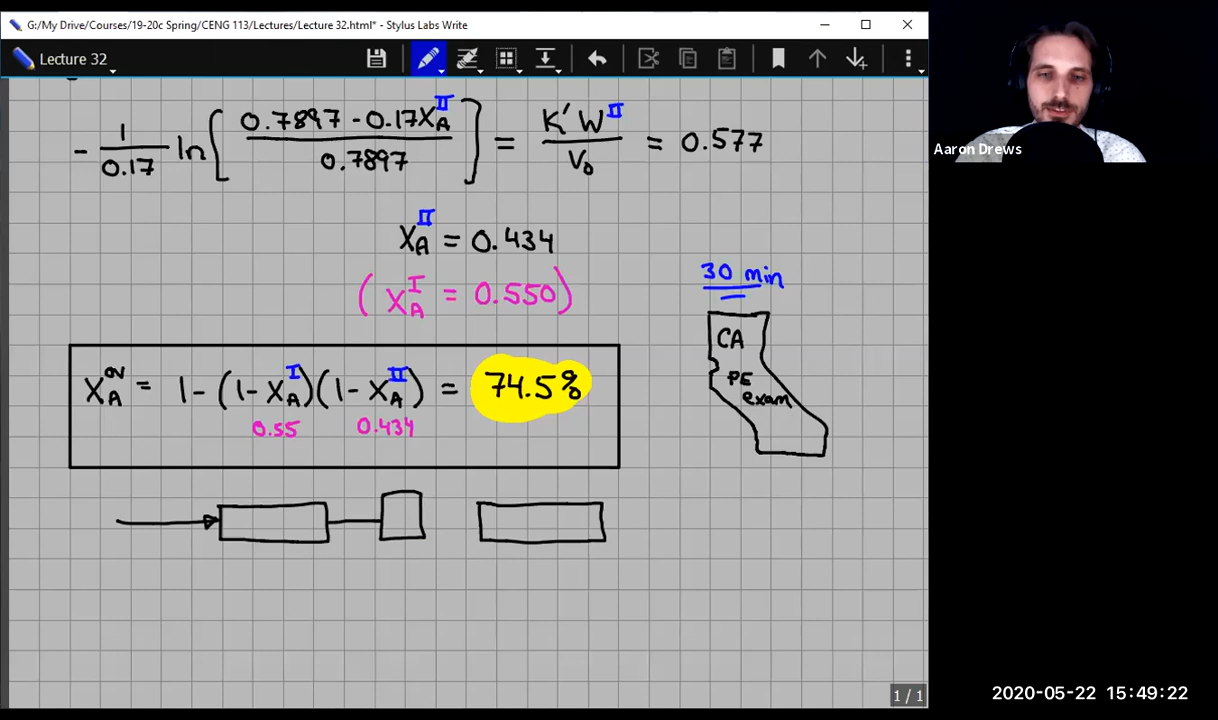 G:/My Drive/Courses/19-20c Spring/CENG 113/Lectures/Lecture 32.html* - Stylus Labs Write
Lecture 32
Aaron Drews
- 1/0.17 ln[ (0.7897 - 0.17X_A^II)/0.7897 ] = K'W^II/V_0 = 0.577
X_A^II = 0.434
(X_A^I = 0.550)
30 min
CA
PE
exam
X_A^ov = 1 - (1 - X_A^I)(1 - X_A^II) = 74.5%
0.55 0.434
1 / 1
2020-05-22 15:49:22